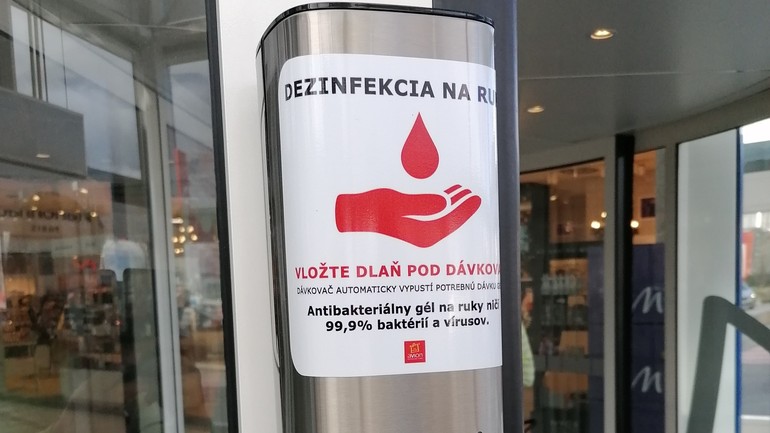 DEZINFEKCIA NA RU
VLOŽTE DLAŇ POD DÁVKOVA
DÁVKOVAČ AUTOMATICKY VYPUSTÍ POTREBNÚ DÁVKU
Antibakteriálny gél na ruky ničí
99,9% baktérií a vírusov.